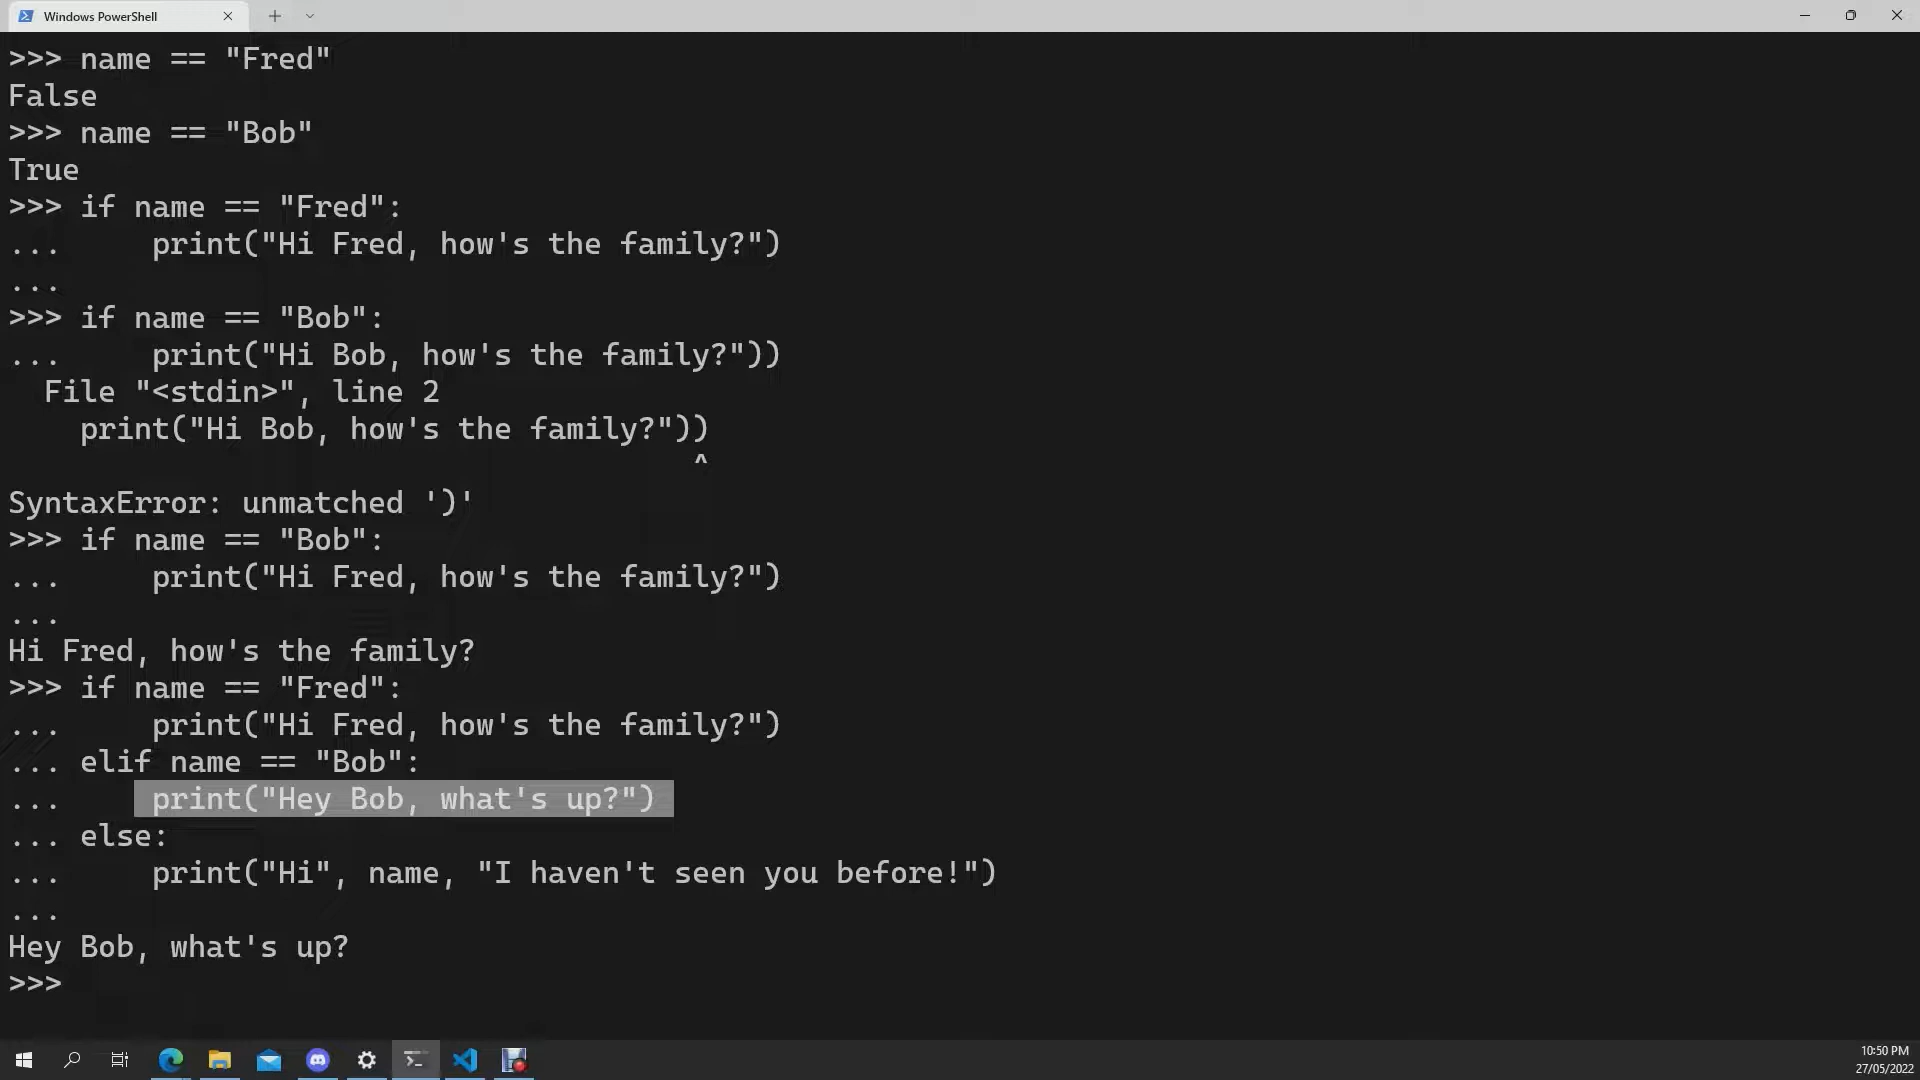 Windows PowerShell
>>> name == "Fred"
False
>>> name == "Bob"
True
>>> if name == "Fred":
...     print("Hi Fred, how's the family?")
...
>>> if name == "Bob":
...     print("Hi Bob, how's the family?"))
  File "<stdin>", line 2
    print("Hi Bob, how's the family?"))
                                      ^
SyntaxError: unmatched ')'
>>> if name == "Bob":
...     print("Hi Fred, how's the family?")
...
Hi Fred, how's the family?
>>> if name == "Fred":
...     print("Hi Fred, how's the family?")
... elif name == "Bob":
...     print("Hey Bob, what's up?")
... else:
...     print("Hi", name, "I haven't seen you before!")
...
Hey Bob, what's up?
>>>
10:50 PM
27/05/2022